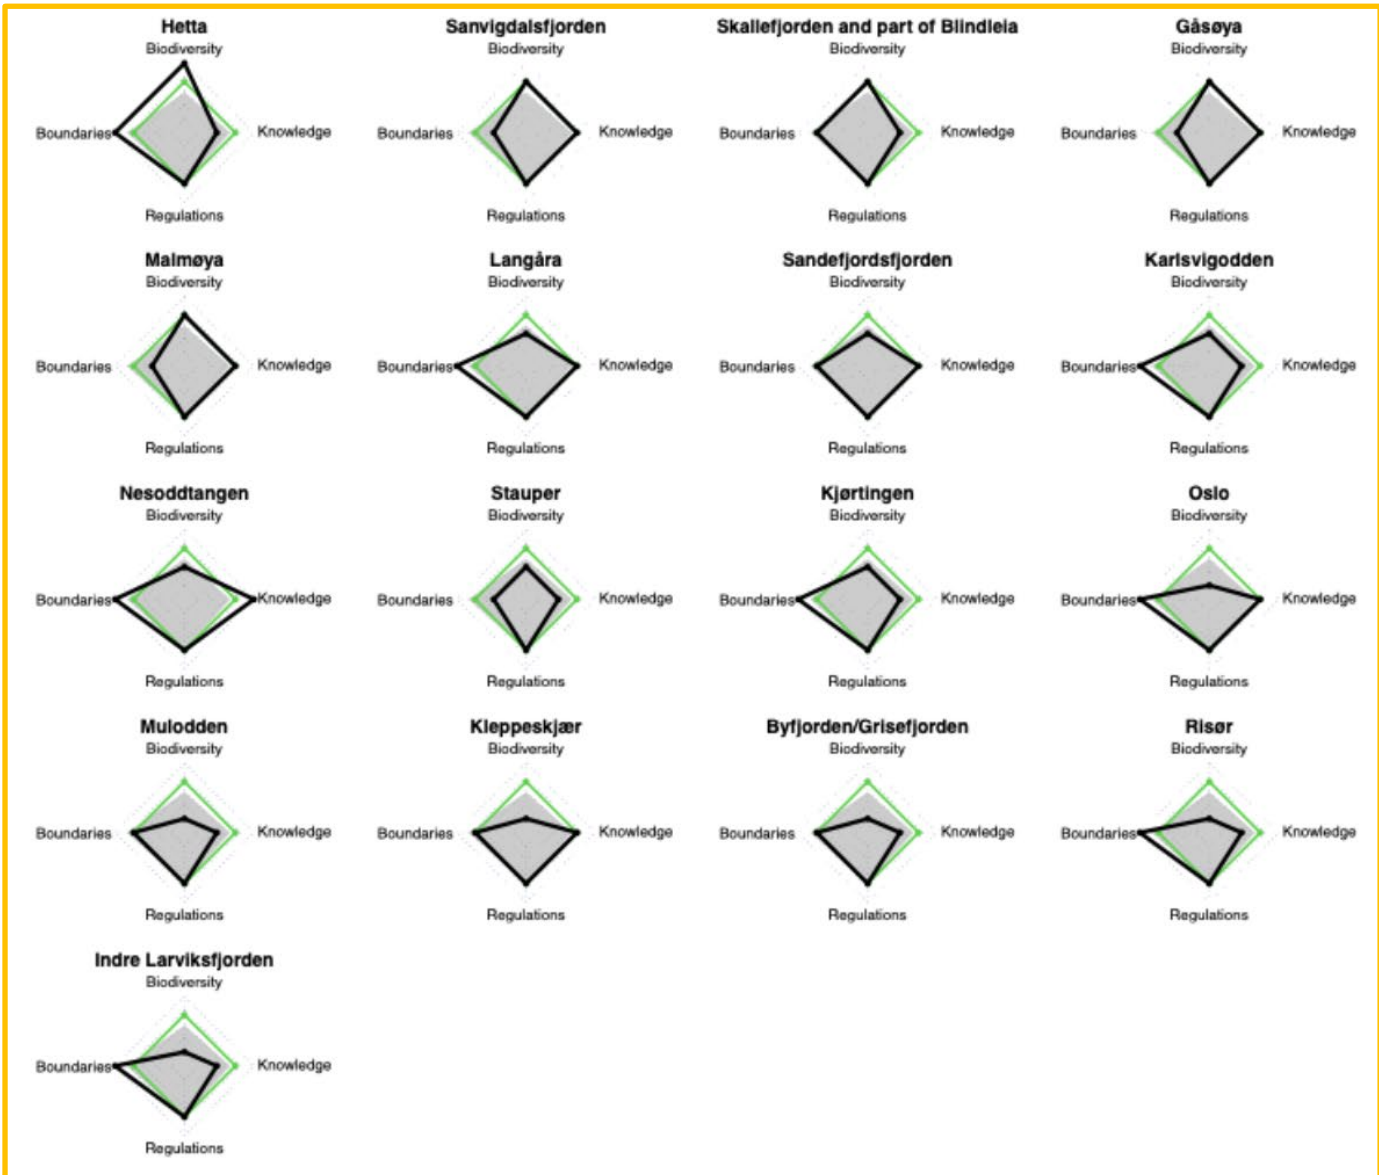 Hetta Sanvigdalsfjorden Skallefjorden and part of Blindleia Gåsøya
Biodiversity Biodiversity Biodiversity Biodiversity
Boundaries Knowledge Boundaries Knowledge Boundaries Knowledge Boundaries Knowledge
Regulations Regulations Regulations Regulations
Malmøya Langåra Sandefjordsfjorden Karlsvigodden
Biodiversity Biodiversity Biodiversity Biodiversity
Boundaries Knowledge Boundaries Knowledge Boundaries Knowledge Boundaries Knowledge
Regulations Regulations Regulations Regulations
Nesoddtangen Stauper Kjørtingen Oslo
Biodiversity Biodiversity Biodiversity Biodiversity
Boundaries Knowledge Boundaries Knowledge Boundaries Knowledge Boundaries Knowledge
Regulations Regulations Regulations Regulations
Mulodden Kleppeskjær Byfjorden/Grisefjorden Risør
Biodiversity Biodiversity Biodiversity Biodiversity
Boundaries Knowledge Boundaries Knowledge Boundaries Knowledge Boundaries Knowledge
Regulations Regulations Regulations Regulations
Indre Larviksfjorden
Biodiversity
Boundaries Knowledge
Regulations